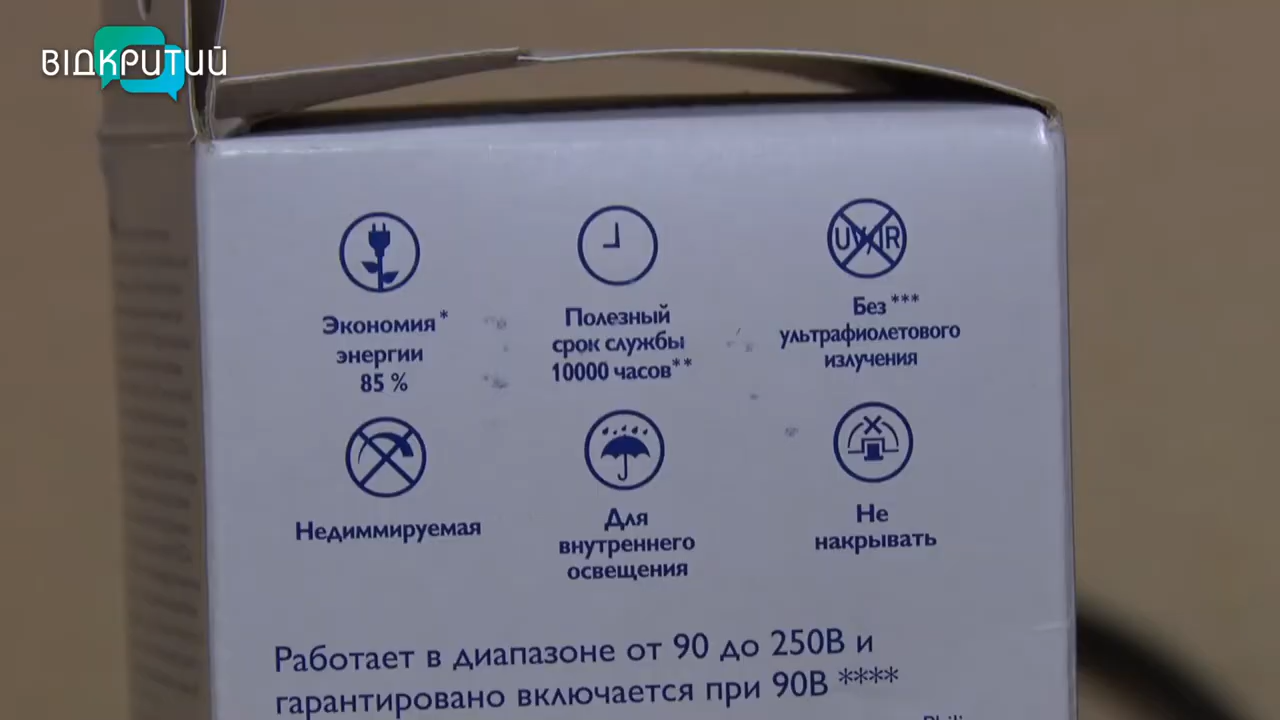 ВІДКРИТИЙ
UV/IR
Экономия*
энергии
85 %
Полезный
срок службы
10000 часов**
Без***
ультрафиолетового
излучения
Недиммируемая
Для
внутреннего
освещения
Не
накрывать
Работает в диапазоне от 90 до 250В и
гарантировано включается при 90В ****